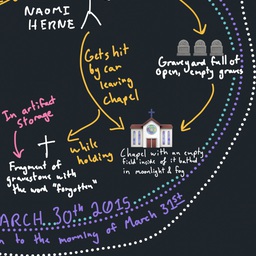 NAOMI
HERNE
Gets hit
by car
leaving
chapel
Graveyard full of
open, empty graves
In artifact
storage
while
holding
Fragment of
gravestone with
the word "forgotten"
Chapel with an empty
field inside of it bathed
in moonlight & fog
MARCH 30th 2015
to the morning of March 31st